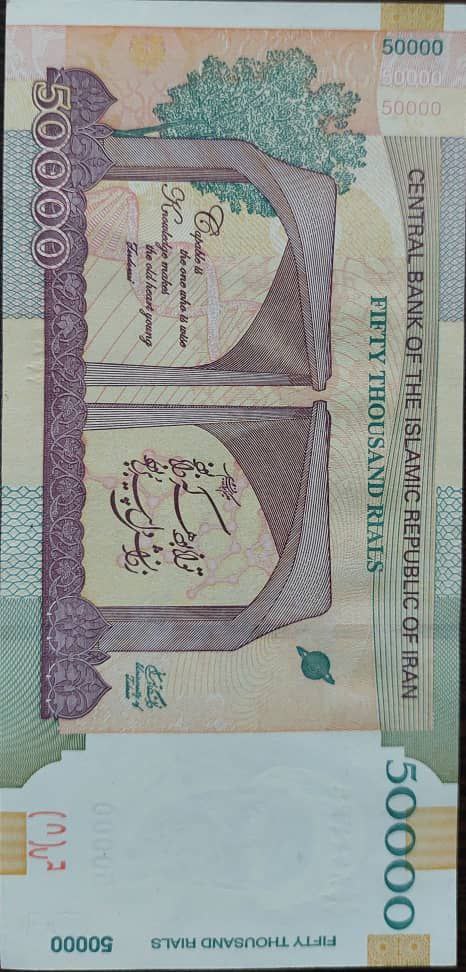 50000
50000
50000
CENTRAL BANK OF THE ISLAMIC REPUBLIC OF IRAN
FIFTY THOUSAND RIALS
50000
Capable is
the one who is wise
Knowledge makes
the old heart young
Ferdowsi
حکیم فردوسی
توانا بود هر که دانا بود
ز دانش دل پیر برنا بود
دانشگاه تهران
University of
Tehran
FIFTY THOUSAND RIALS
50000
50000